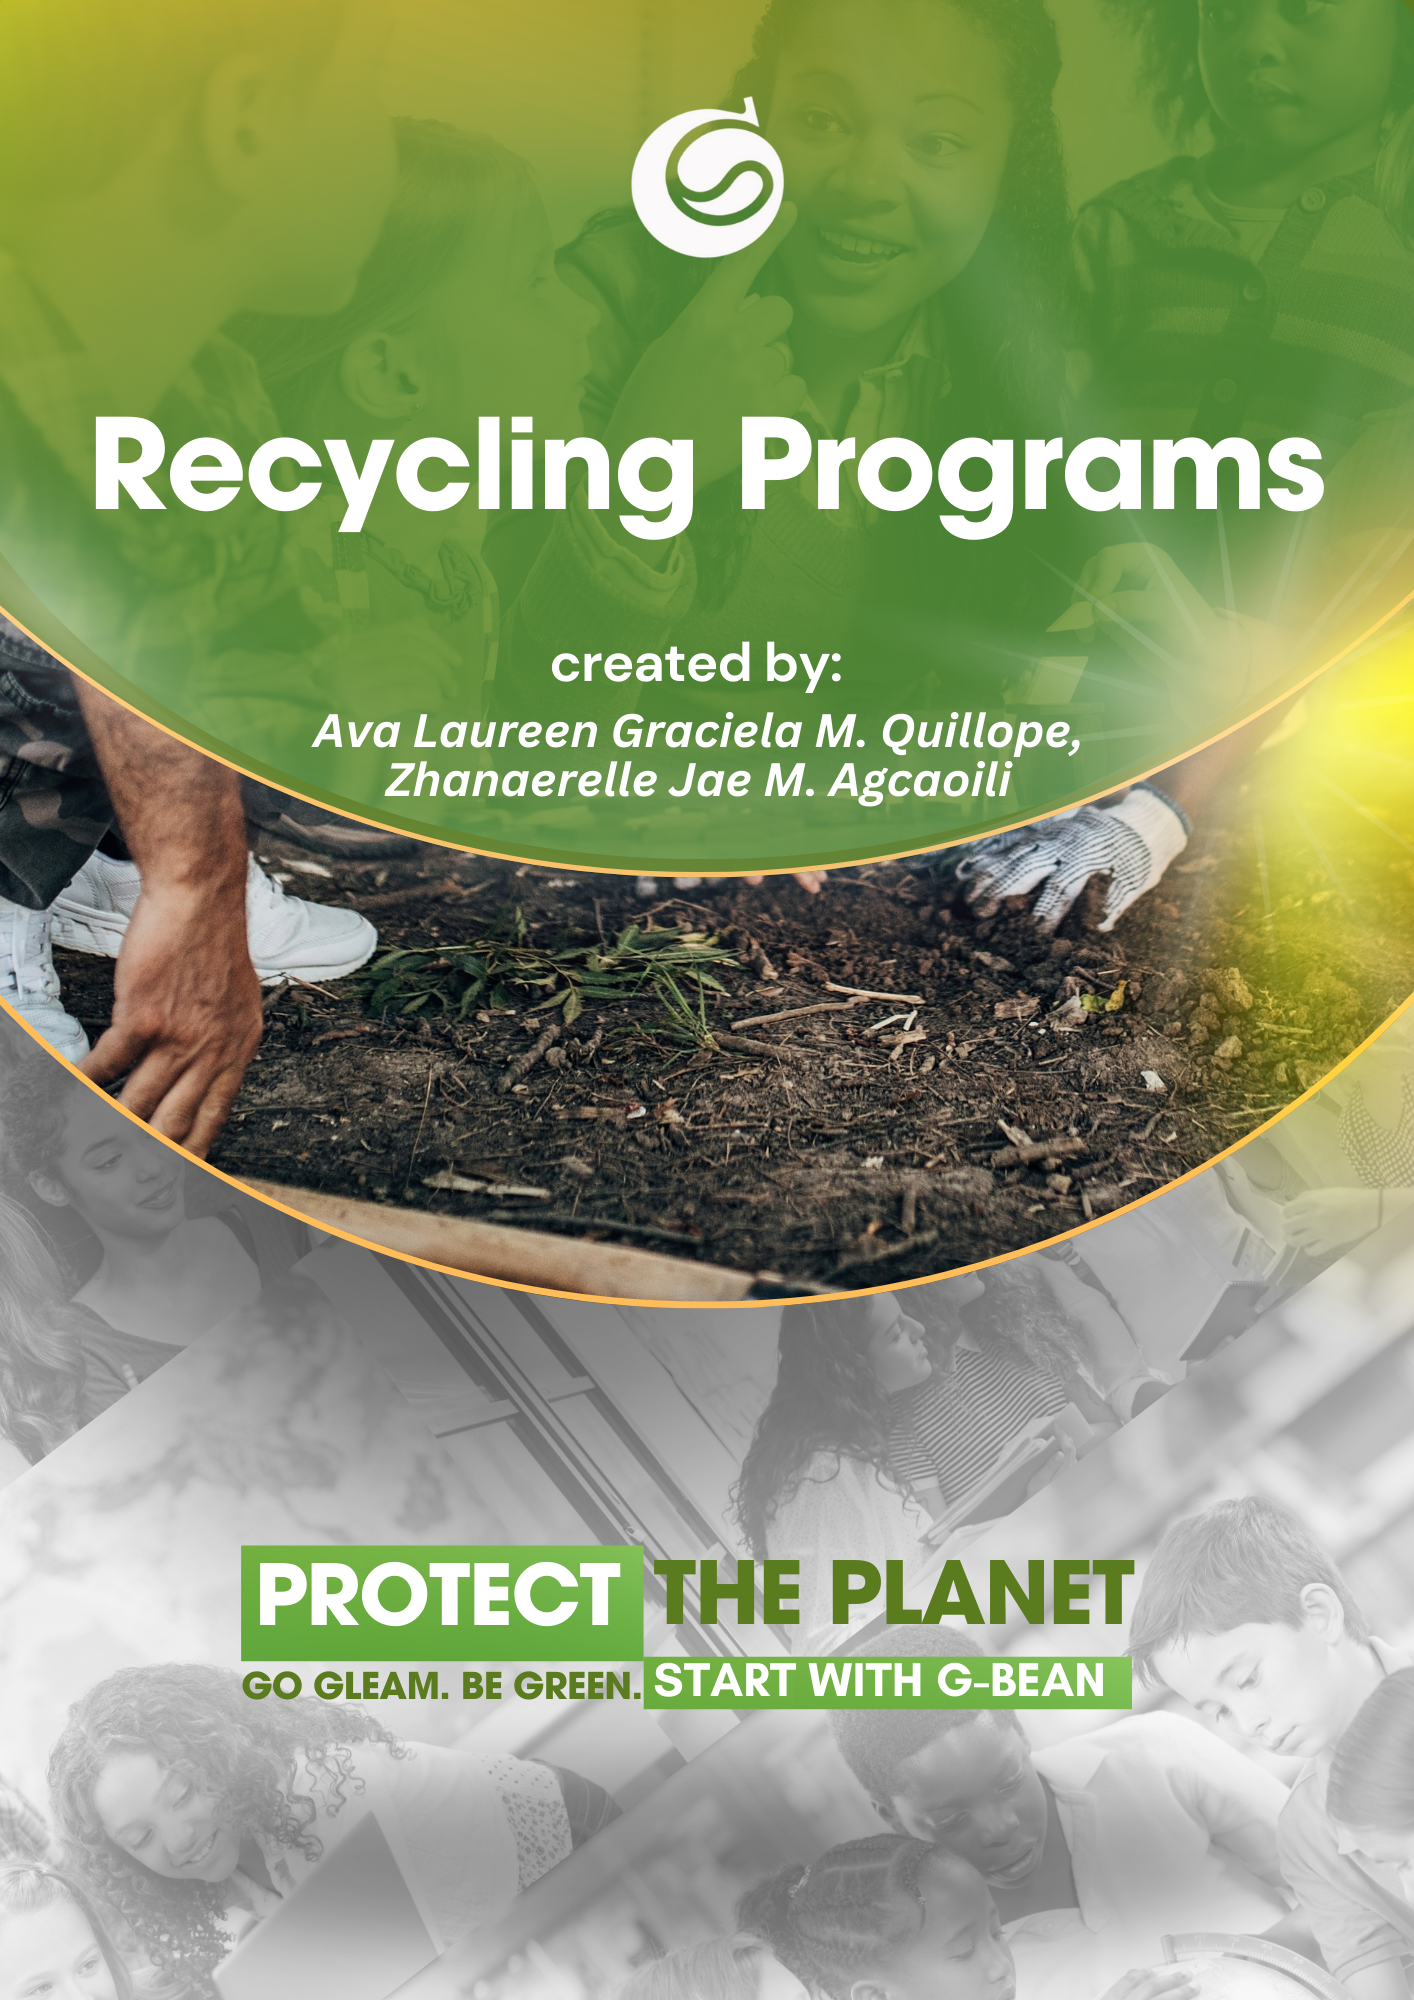 Recycling Programs
created by:
Ava Laureen Graciela M. Quillope,
Zhanaerelle Jae M. Agcaoili
PROTECT THE PLANET
GO GLEAM. BE GREEN. START WITH G-BEAN